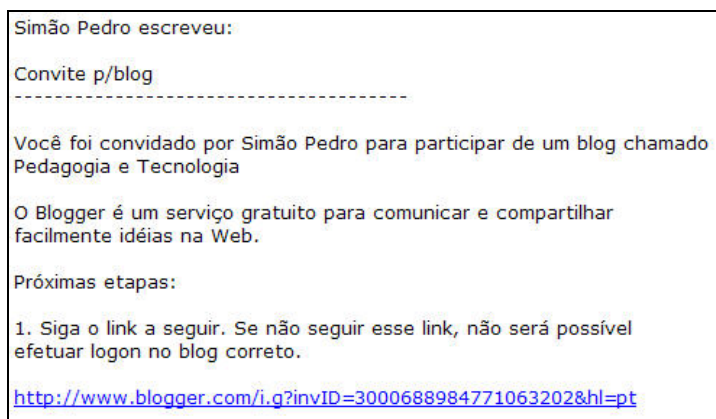 Simão Pedro escreveu:
Convite p/blog
---------------------------------------
Você foi convidado por Simão Pedro para participar de um blog chamado
Pedagogia e Tecnologia
O Blogger é um serviço gratuito para comunicar e compartilhar
facilmente idéias na Web.
Próximas etapas:
1. Siga o link a seguir. Se não seguir esse link, não será possível
efetuar logon no blog correto.
http://www.blogger.com/i.g?invID=3000688984771063202&hl=pt